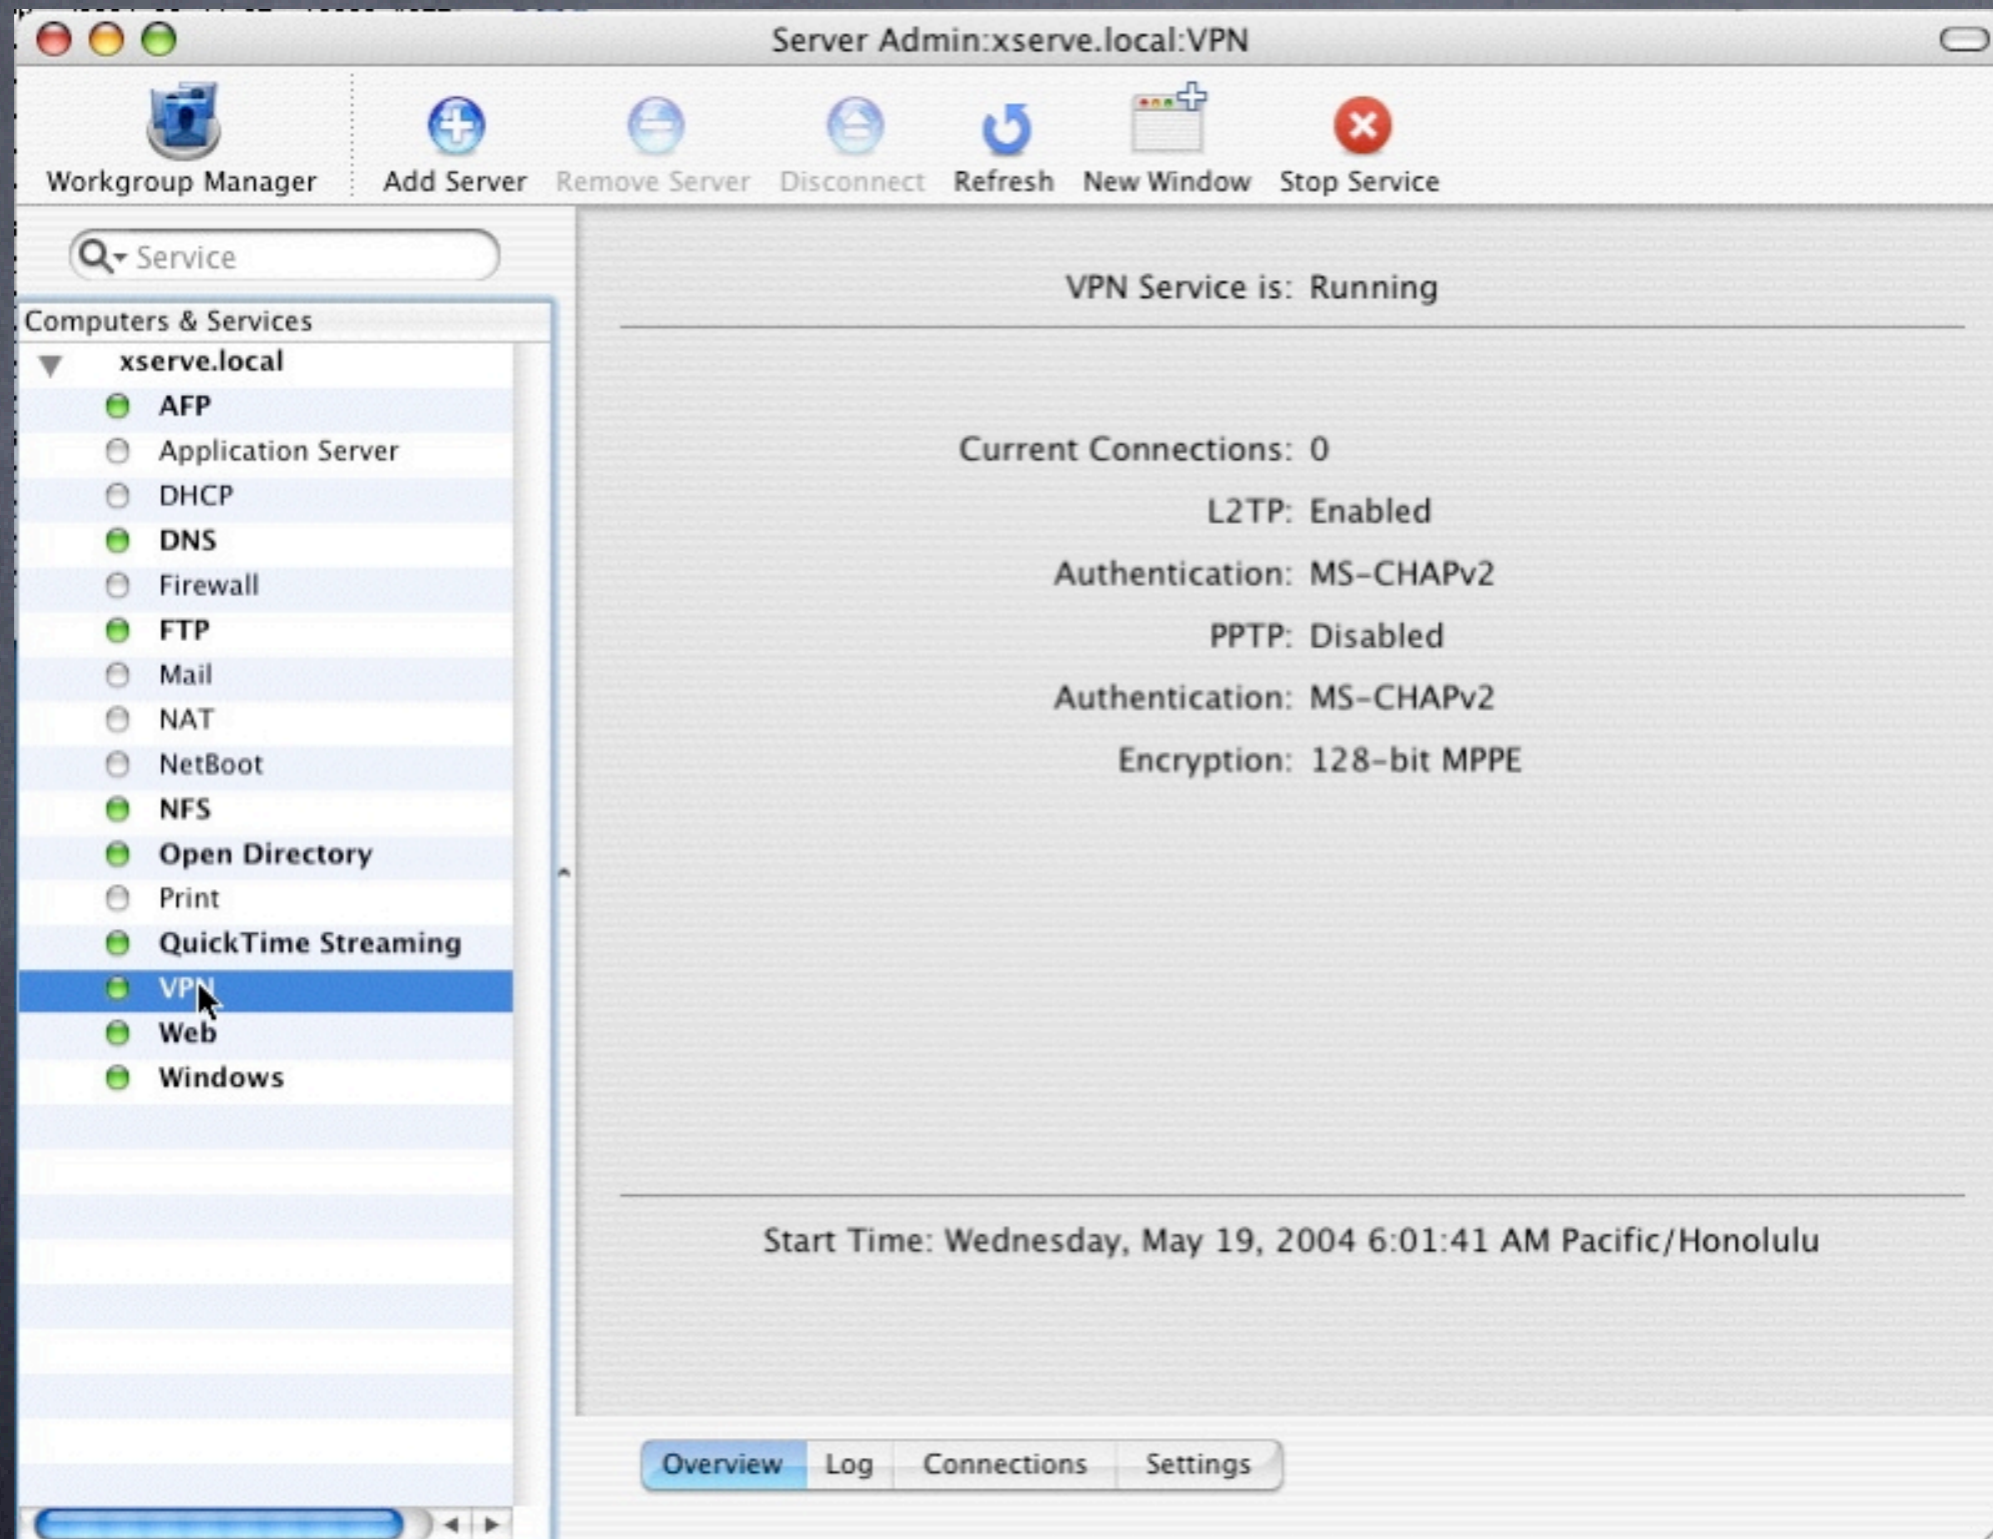 Server Admin:xserve.local:VPN
Workgroup Manager
Add Server
Remove Server
Disconnect
Refresh
New Window
Stop Service
Service
Computers & Services
xserve.local
AFP
Application Server
DHCP
DNS
Firewall
FTP
Mail
NAT
NetBoot
NFS
Open Directory
Print
QuickTime Streaming
VPN
Web
Windows
VPN Service is: Running
Current Connections: 0
L2TP: Enabled
Authentication: MS-CHAPv2
PPTP: Disabled
Authentication: MS-CHAPv2
Encryption: 128-bit MPPE
Start Time: Wednesday, May 19, 2004 6:01:41 AM Pacific/Honolulu
Overview
Log
Connections
Settings